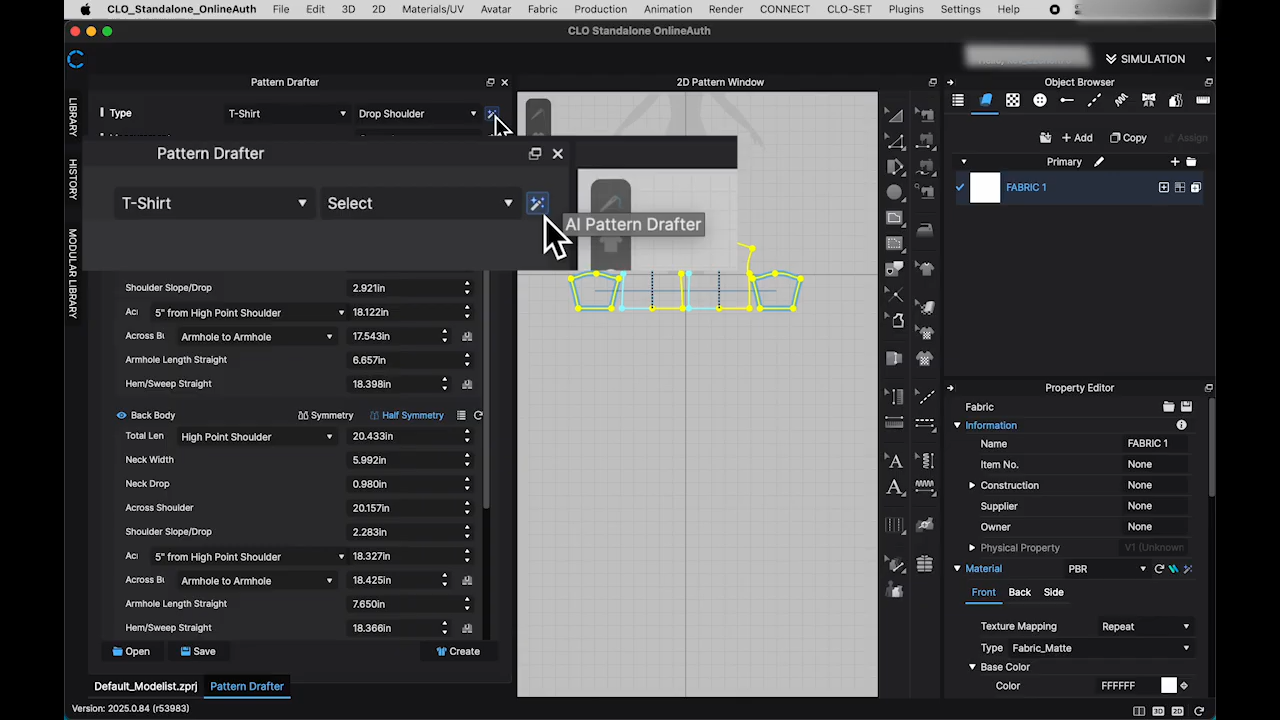 CLO_Standalone_OnlineAuth File Edit 3D 2D Materials/UV Avatar Fabric Production Animation Render CONNECT CLO-SET Plugins Settings Help
CLO Standalone OnlineAuth
SIMULATION
LIBRARY
HISTORY
MODULAR LIBRARY
Pattern Drafter
Type T-Shirt Drop Shoulder
Pattern Drafter
T-Shirt Select
AI Pattern Drafter
Shoulder Slope/Drop 2.921in
5" from High Point Shoulder 18.122in
Armhole to Armhole 17.543in
Armhole Length Straight 6.657in
Hem/Sweep Straight 18.398in
Back Body Symmetry Half Symmetry
Total Len High Point Shoulder 20.433in
Neck Width 5.992in
Neck Drop 0.980in
Across Shoulder 20.157in
Shoulder Slope/Drop 2.283in
5" from High Point Shoulder 18.327in
Armhole to Armhole 18.425in
Armhole Length Straight 7.650in
Hem/Sweep Straight 18.366in
Open Save Create
Default_Modelist.zprj Pattern Drafter
Version: 2025.0.84 (r53983)
2D Pattern Window
Object Browser
+ Add Copy Assign
Primary
FABRIC 1
Property Editor
Fabric
Information
Name FABRIC 1
Item No. None
Construction None
Supplier None
Owner None
Physical Property V1 (Unknown
Material PBR
Front Back Side
Texture Mapping Repeat
Type Fabric_Matte
Base Color
Color FFFFFF
3D 2D